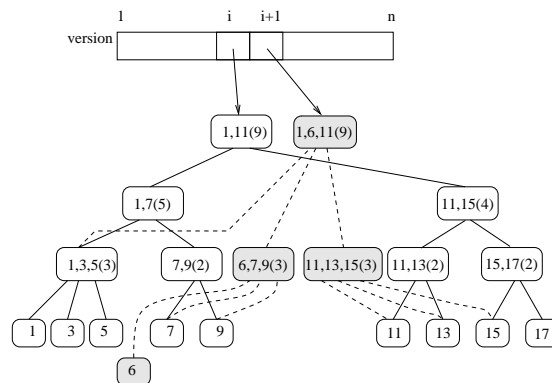 1 i i+1 n
version
1,11(9) 1,6,11(9)
1,7(5) 11,15(4)
1,3,5(3) 7,9(2) 6,7,9(3) 11,13,15(3) 11,13(2) 15,17(2)
1 3 5 7 9 11 13 15 17
6